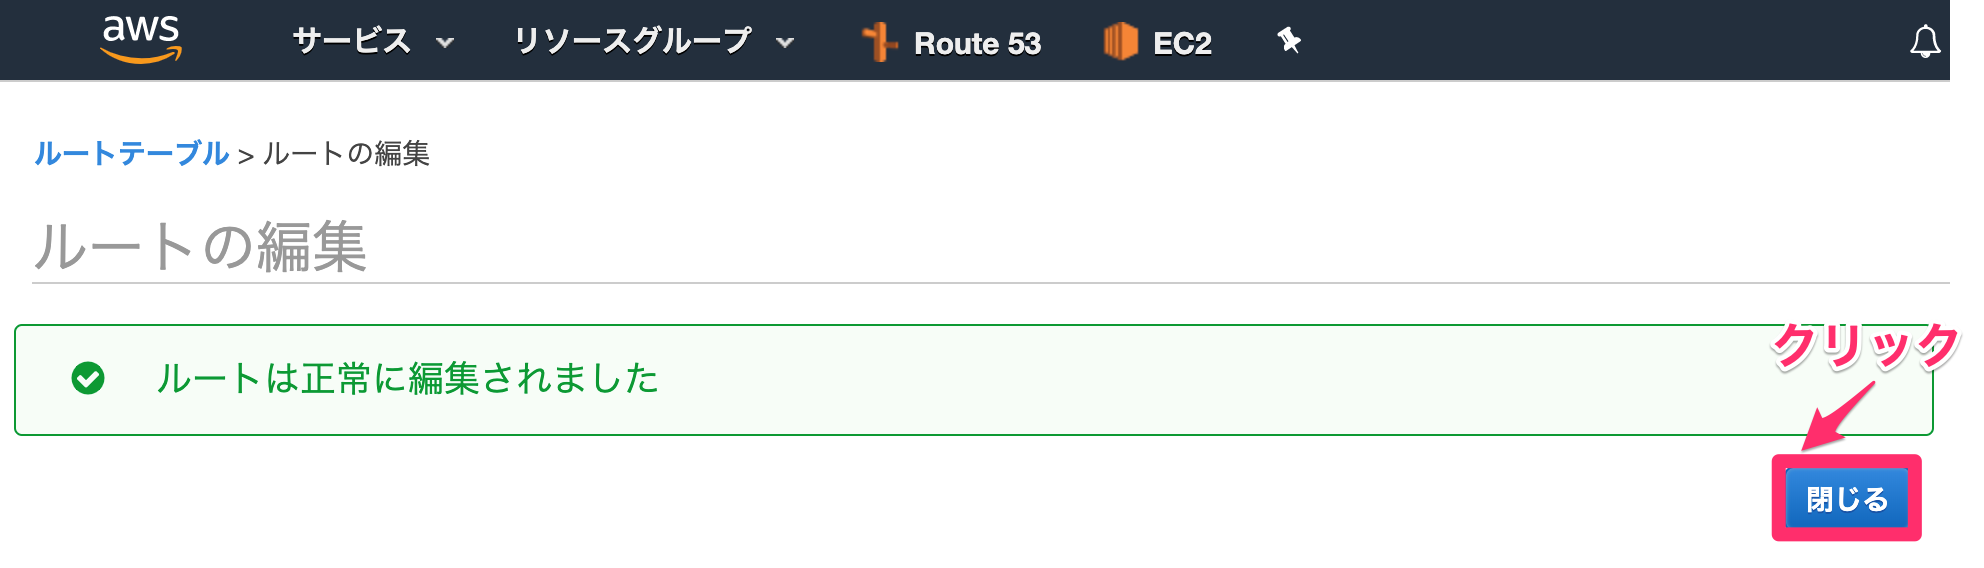 aws サービス リソースグループ Route 53 EC2
ルートテーブル > ルートの編集
ルートの編集
ルートは正常に編集されました
クリック
閉じる